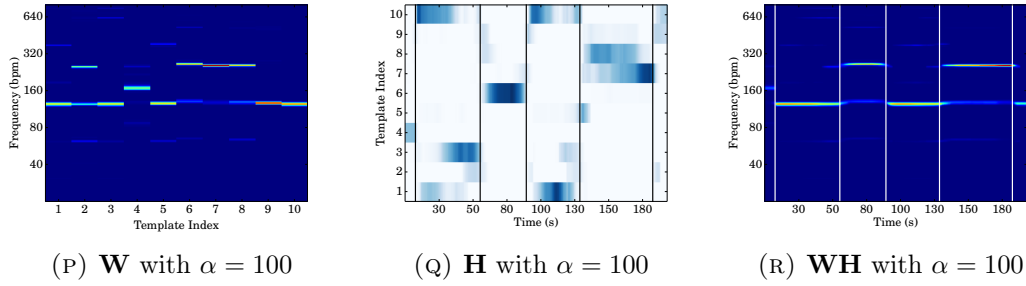 640
320
160
80
40
Frequency (bpm)
1 2 3 4 5 6 7 8 9 10
Template Index
(P) W with α = 100
10
9
8
7
6
5
4
3
2
1
Template Index
30 80 100 130 150 180
Time (s)
(Q) H with α = 100
640
320
160
80
40
Frequency (bpm)
30 80 100 130 150 180
Time (s)
(R) WH with α = 100